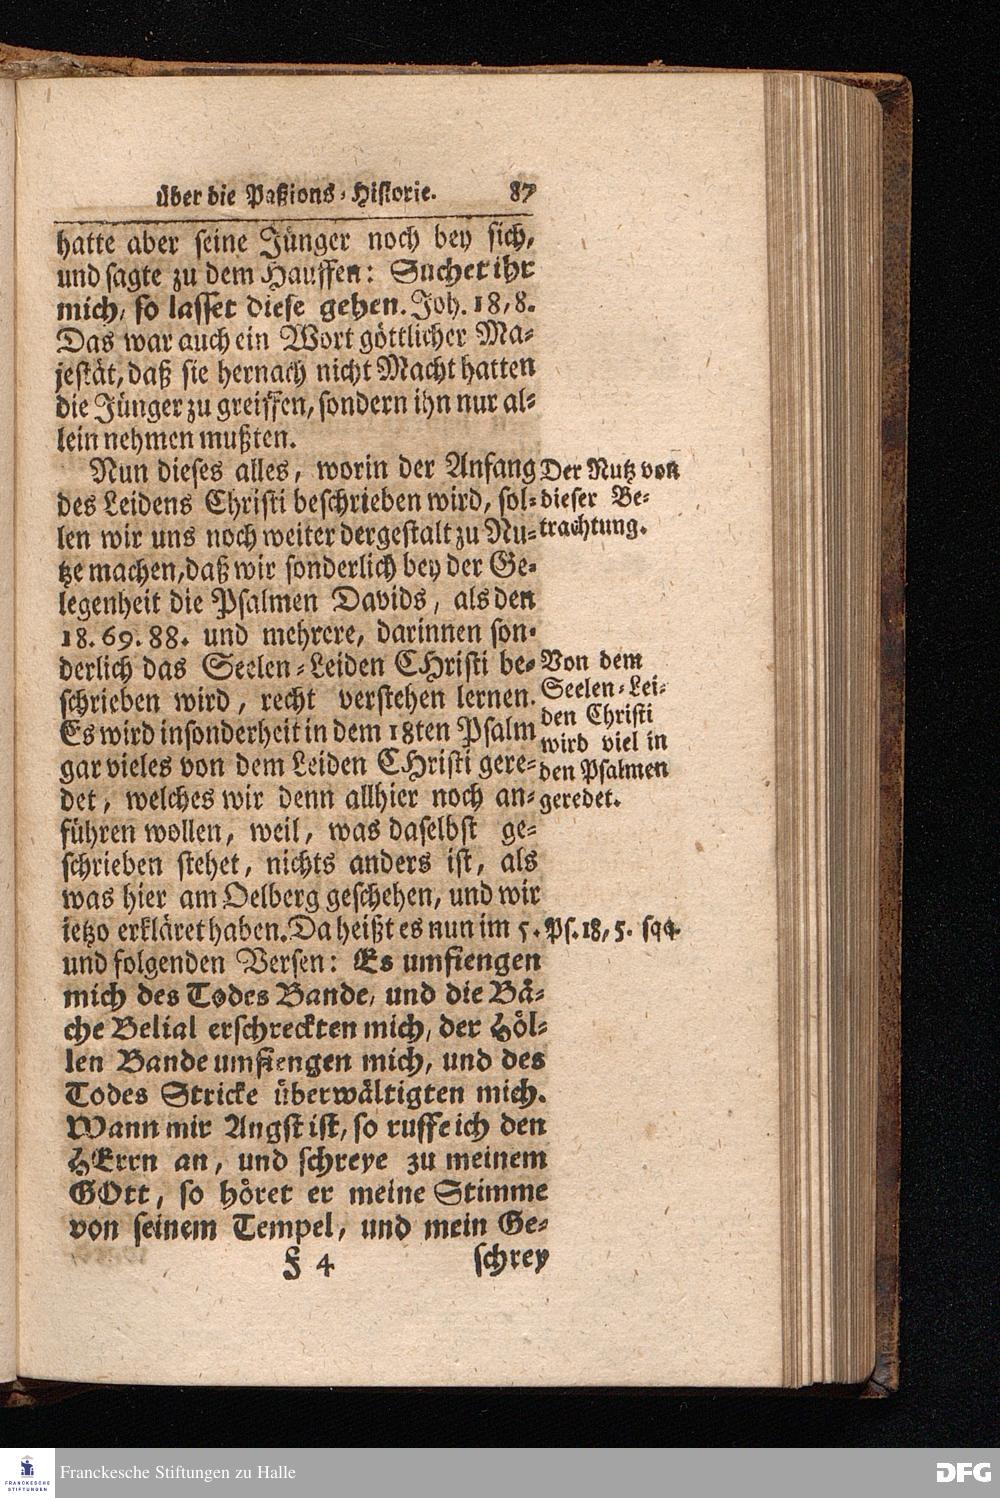 über die Paßions-Historie. 87
hatte aber seine Jünger noch bey sich,
und sagte zu dem Hauffen: Suchet ihr
mich, so lasset diese gehen. Joh. 18, 8.
Das war auch ein Wort göttlicher Ma-
jestät, daß sie hernach nicht Macht hatten
die Jünger zu greiffen, sondern ihn nur al-
lein nehmen mußten.
Nun dieses alles, worin der Anfang
des Leidens Christi beschrieben wird, sol-
len wir uns noch weiter dergestalt zu Nu-
tze machen, daß wir sonderlich bey der Ge-
legenheit die Psalmen Davids, als den
18. 69. 88. und mehrere, darinnen son-
derlich das Seelen-Leiden CHristi be-
schrieben wird, recht verstehen lernen.
Es wird insonderheit in dem 18ten Psalm
gar vieles von dem Leiden CHristi gere-
det, welches wir denn allhier noch an-
führen wollen, weil, was daselbst ge-
schrieben stehet, nichts anders ist, als
was hier am Oelberg geschehen, und wir
ietzo erkläret haben. Da heißt es nun im 5.
und folgenden Versen: Es umfiengen
mich des Todes Bande, und die Bä-
che Belial erschreckten mich, der Höl-
len Bande umfiengen mich, und des
Todes Stricke überwältigten mich.
Wann mir Angst ist, so ruffe ich den
HErrn an, und schreye zu meinem
GOtt, so höret er meine Stimme
von seinem Tempel, und mein Ge-
F 4 schrey
Der Nutz von
dieser Be-
trachtung.
Von dem
Seelen-Lei-
den Christi
wird viel in
den Psalmen
geredet.
Ps. 18, 5. sqq.
FRANCKESCHE
STIFTUNGEN
Franckesche Stiftungen zu Halle
DFG